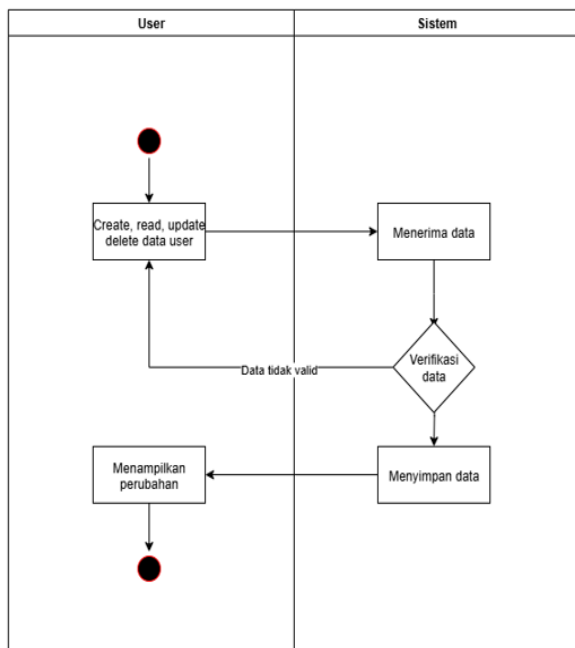 User
Sistem
Create, read, update
delete data user
Menerima data
Verifikasi
data
Data tidak valid
Menampilkan
perubahan
Menyimpan data